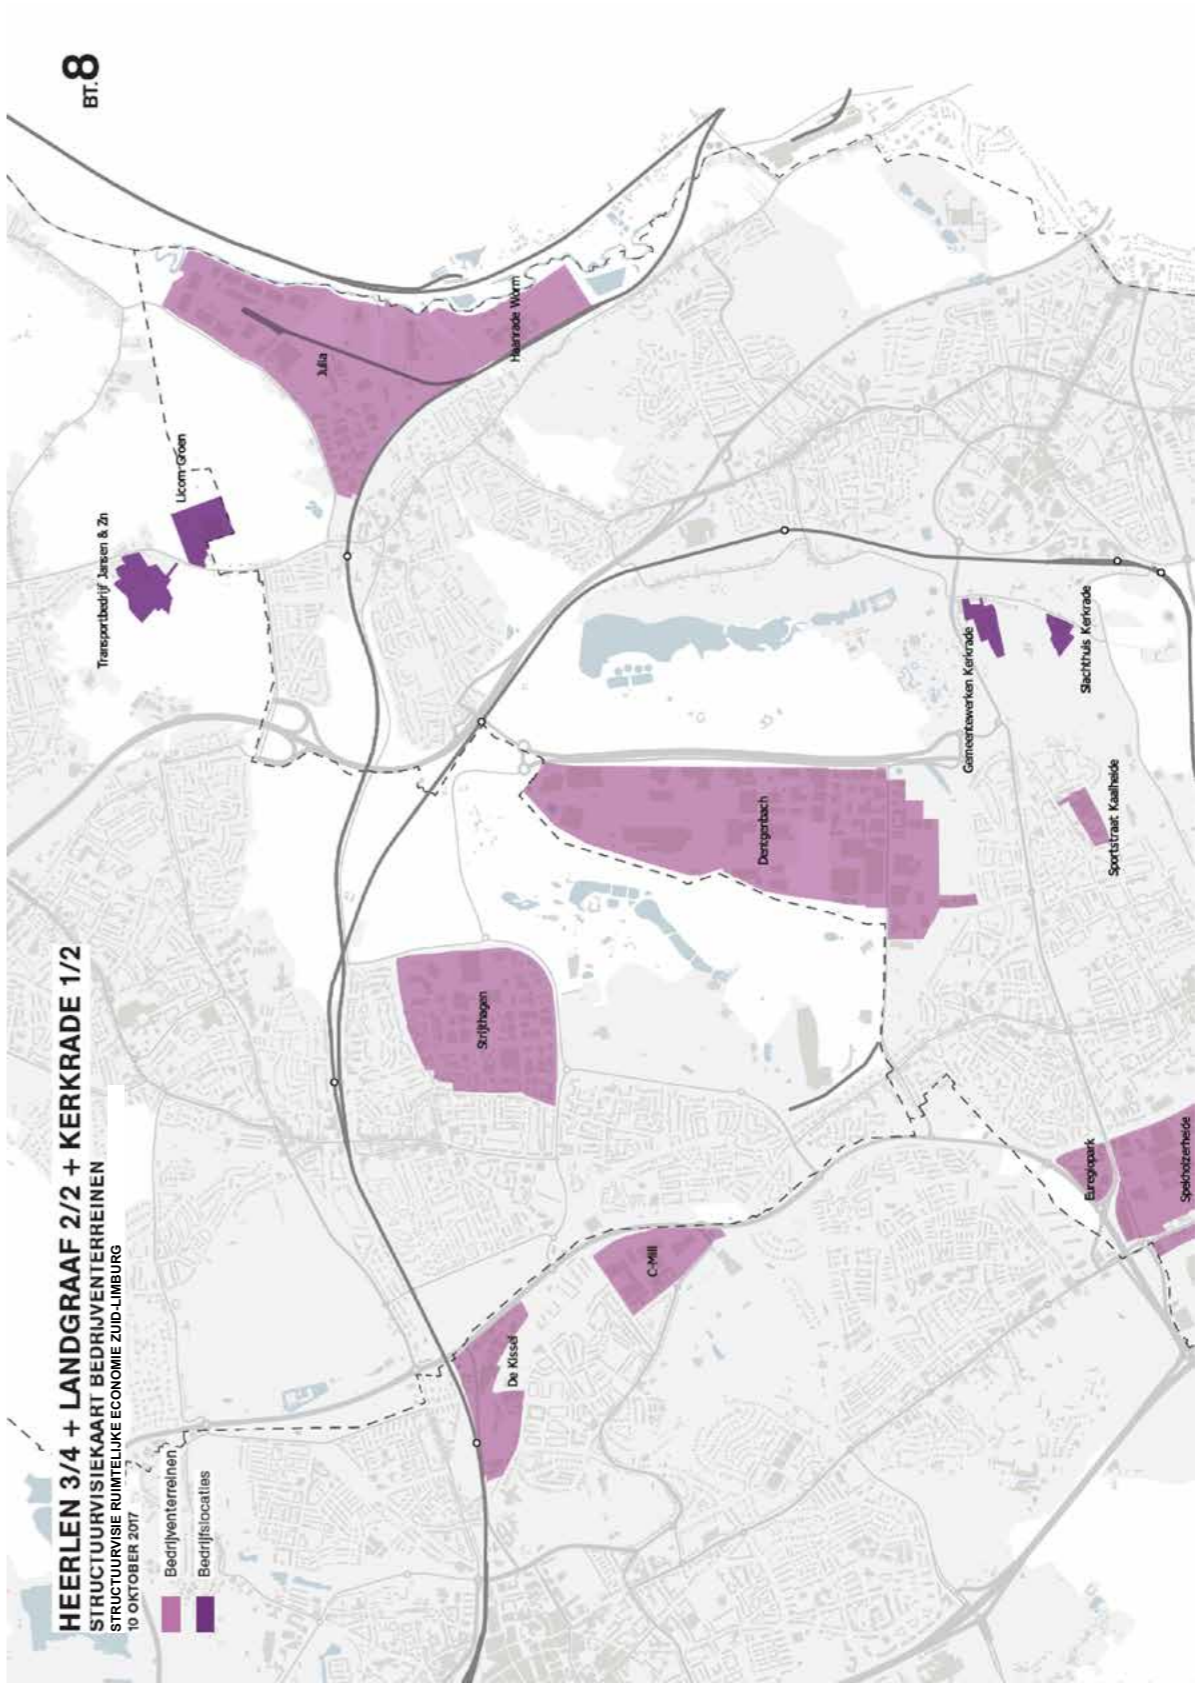 HEERLEN 3/4 + LANDGRAAF 2/2 + KERKRADE 1/2
STRUCTUURVISIEKAART BEDRIJVENTERREINEN
STRUCTUURVISIE RUIMTELIJKE ECONOMIE ZUID-LIMBURG
10 OKTOBER 2017
BT.8
Bedrijventerreinen
Bedrijfslocaties
Transportbedrijf Jansen & Zn
Licom-Groen
Julia
Haanrade Worm
Strijthagen
De Kissel
C-Mill
Dentgenbach
Gemeentewerken Kerkrade
Slachthuis Kerkrade
Sportstraat Kaalheide
Euregiopark
Spekholzerheide